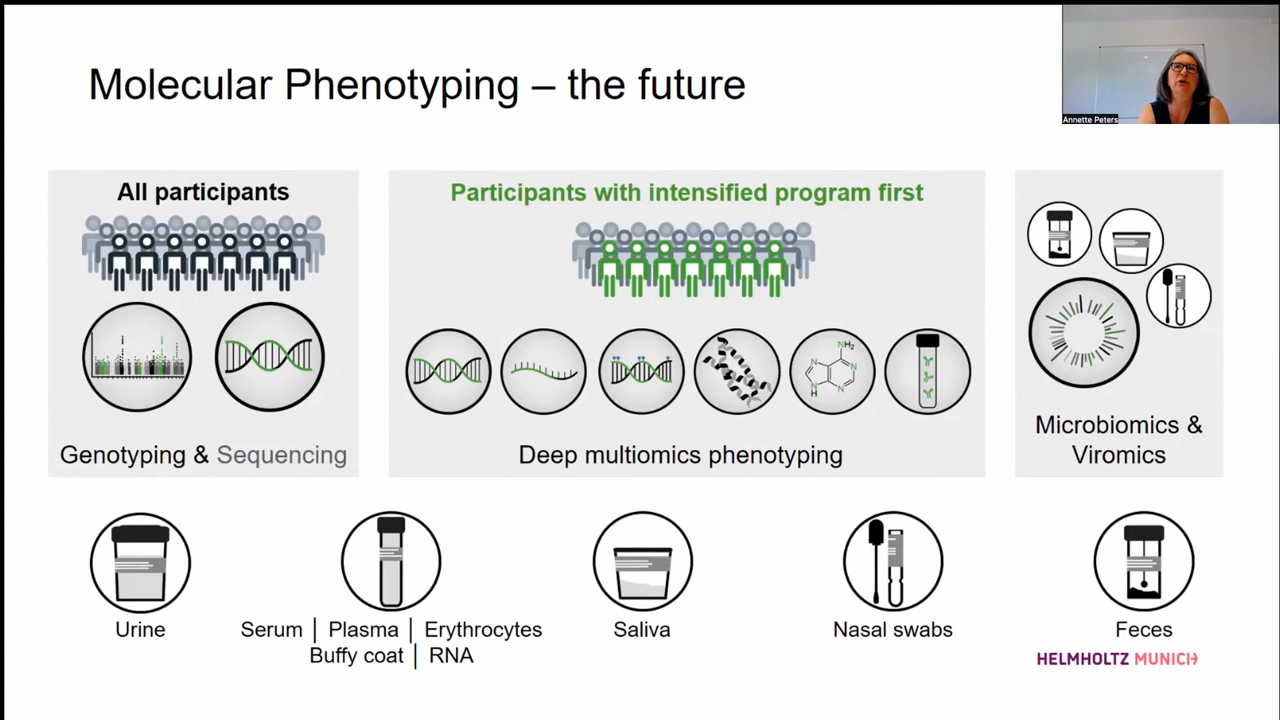 Molecular Phenotyping – the future
Annette Peters
All participants
Genotyping & Sequencing
Participants with intensified program first
NH₂
N
N
N
N
H
Deep multiomics phenotyping
Microbiomics &
Viromics
Urine
Serum | Plasma | Erythrocytes
Buffy coat | RNA
Saliva
Nasal swabs
Feces
HELMHOLTZ MUNICH